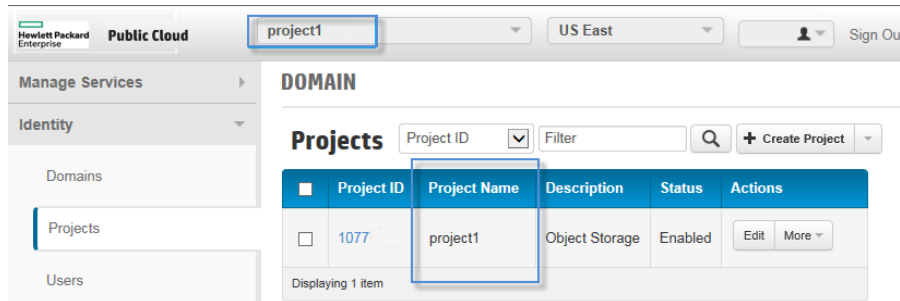 Hewlett Packard
Enterprise
Public Cloud
project1
US East
Sign Ou
Manage Services
DOMAIN
Identity
Projects
Project ID
Filter
+ Create Project
Domains
Project ID Project Name Description Status Actions
Projects
1077 project1 Object Storage Enabled Edit More
Users
Displaying 1 item